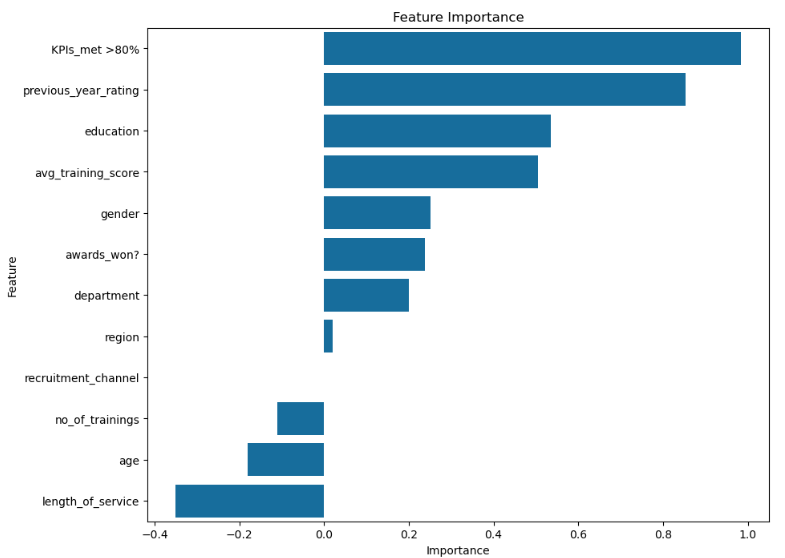 Feature Importance
KPIs_met >80%
previous_year_rating
education
avg_training_score
gender
awards_won?
department
region
recruitment_channel
no_of_trainings
age
length_of_service
Feature
−0.4 −0.2 0.0 0.2 0.4 0.6 0.8 1.0
Importance